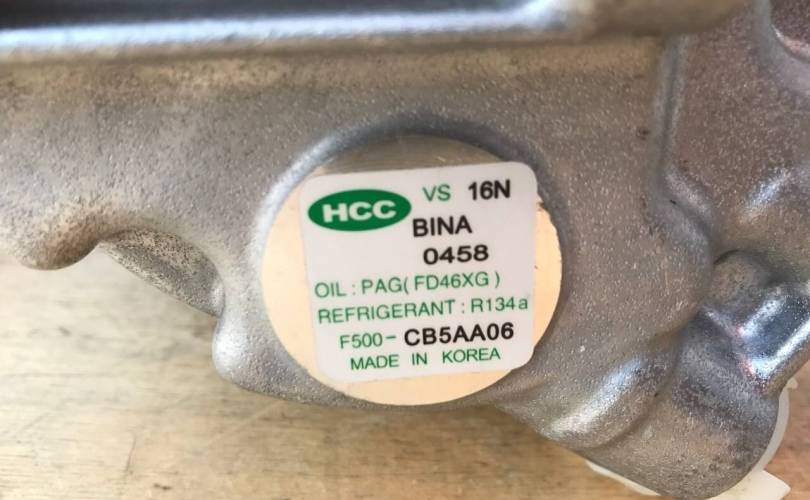 HCC VS 16N
BINA
0458
OIL : PAG( FD46XG )
REFRIGERANT : R134a
F500- CB5AA06
MADE IN KOREA